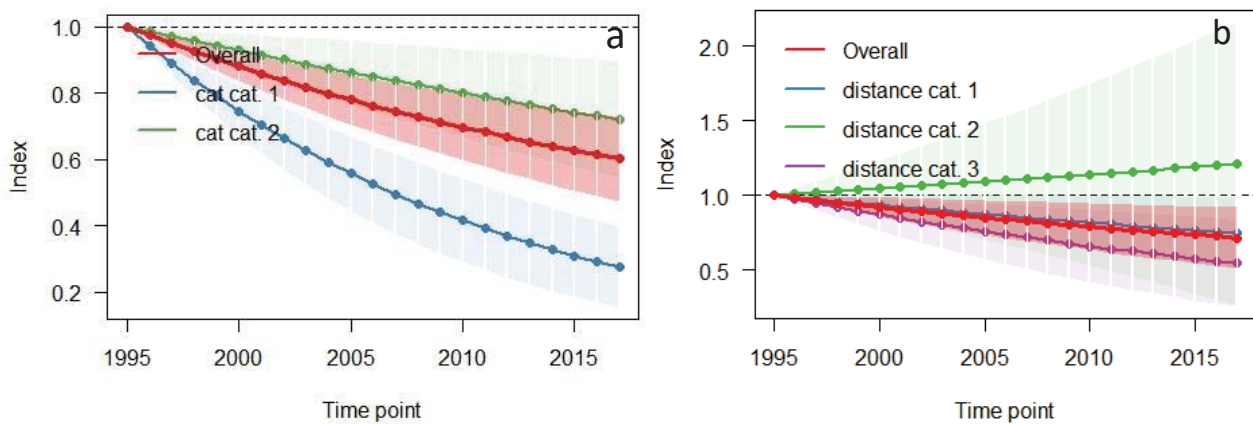 a
1.0
0.8
0.6
0.4
0.2
Index
Overall
cat cat. 1
cat cat. 2
1995
2000
2005
2010
2015
Time point
b
2.0
1.5
1.0
0.5
Index
Overall
distance cat. 1
distance cat. 2
distance cat. 3
1995
2000
2005
2010
2015
Time point